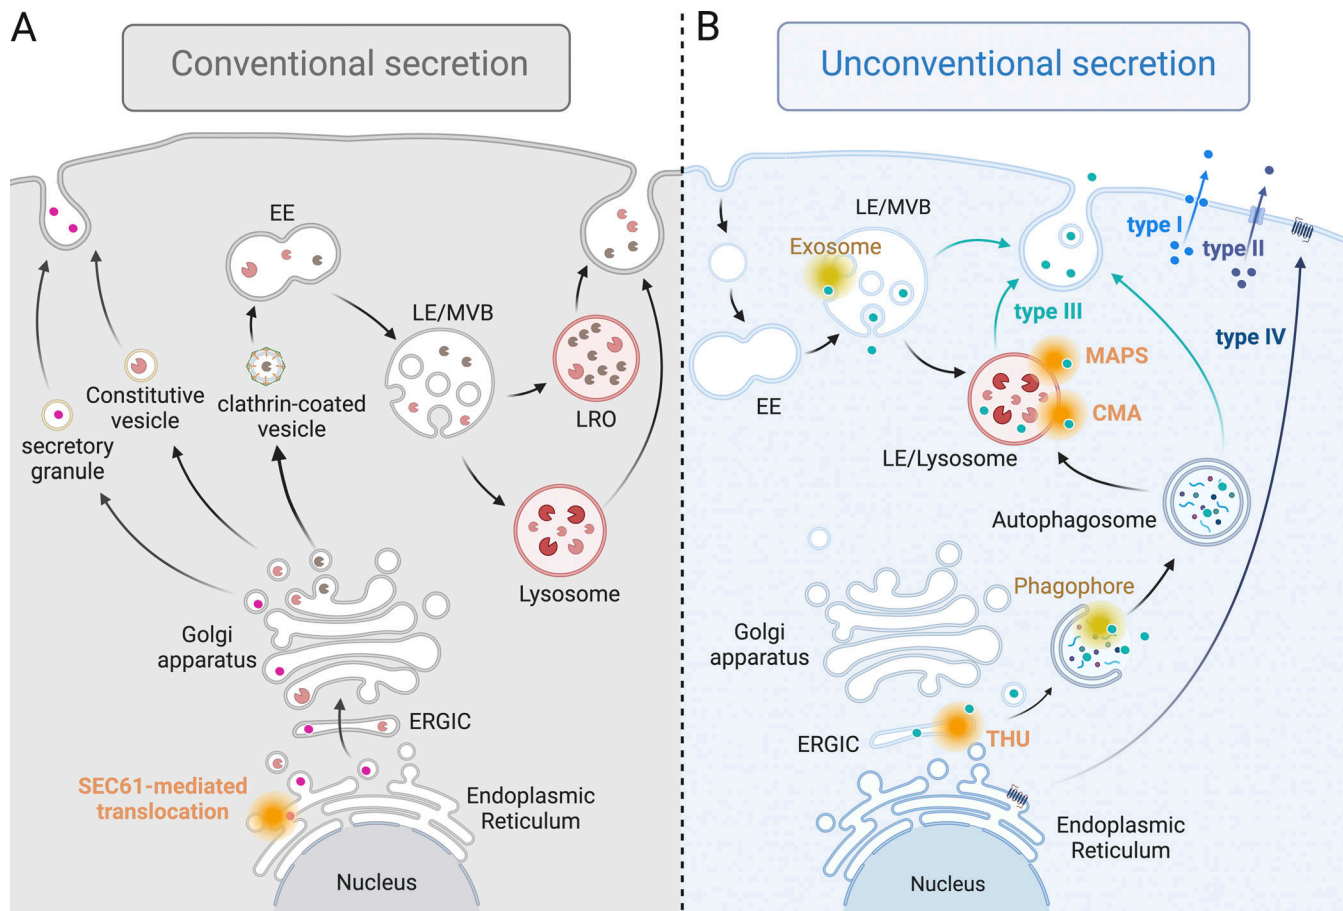 A
Conventional secretion
EE
LE/MVB
Constitutive
vesicle
clathrin-coated
vesicle
LRO
secretory
granule
Lysosome
Golgi
apparatus
ERGIC
SEC61-mediated
translocation
Endoplasmic
Reticulum
Nucleus
B
Unconventional secretion
LE/MVB
type I
Exosome
type II
type III
type IV
MAPS
EE
CMA
LE/Lysosome
Autophagosome
Phagophore
Golgi
apparatus
ERGIC
THU
Endoplasmic
Reticulum
Nucleus